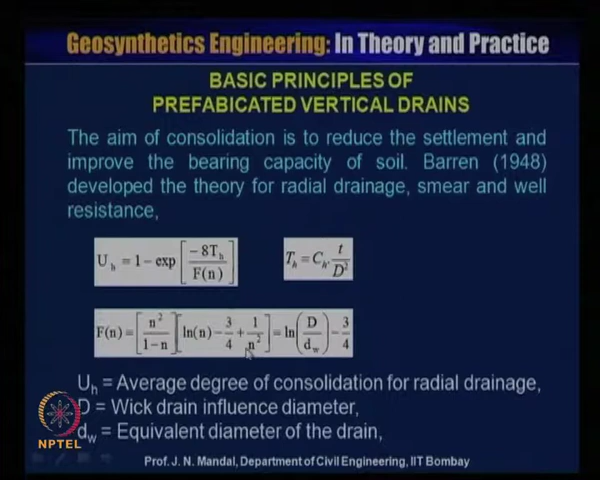 Geosynthetics Engineering: In Theory and Practice
BASIC PRINCIPLES OF
PREFABICATED VERTICAL DRAINS
The aim of consolidation is to reduce the settlement and
improve the bearing capacity of soil. Barren (1948)
developed the theory for radial drainage, smear and well
resistance,
U_h = 1 − exp [−8T_h / F(n)]
T_h = C_h. t / D²
F(n) = [n² / 1−n] [ln(n) − 3/4 + 1/n²] = ln(D/d_w) − 3/4
U_h = Average degree of consolidation for radial drainage,
D = Wick drain influence diameter,
d_w = Equivalent diameter of the drain,
NPTEL
Prof. J. N. Mandal, Department of Civil Engineering, IIT Bombay